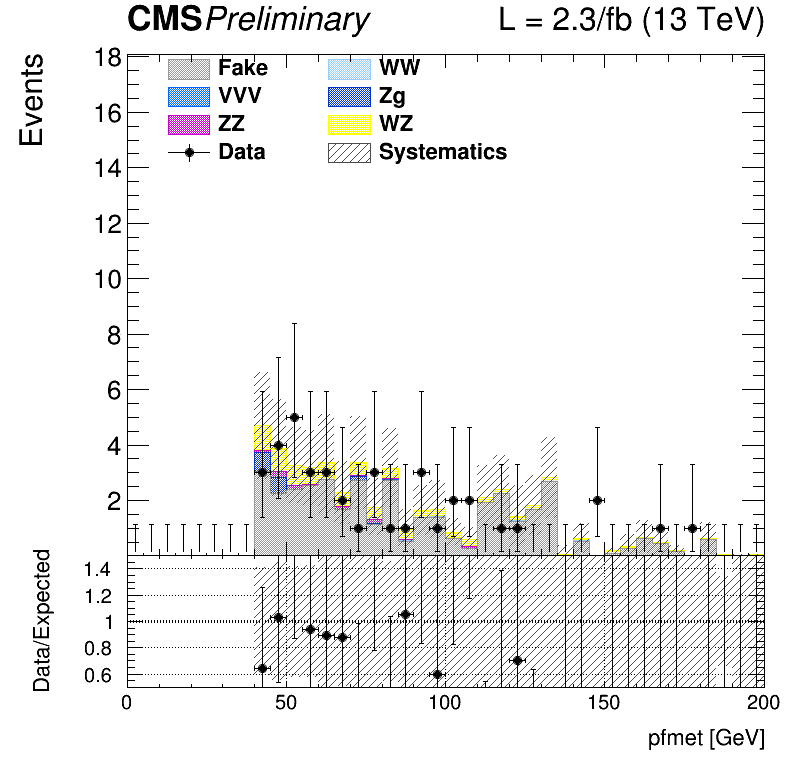 CMS Preliminary L = 2.3/fb (13 TeV)
Events
18
16
14
12
10
8
6
4
2
Fake WW
VVV Zg
ZZ WZ
Data Systematics
Data/Expected
1.4
1.2
1
0.8
0.6
0 50 100 150 200
pfmet [GeV]